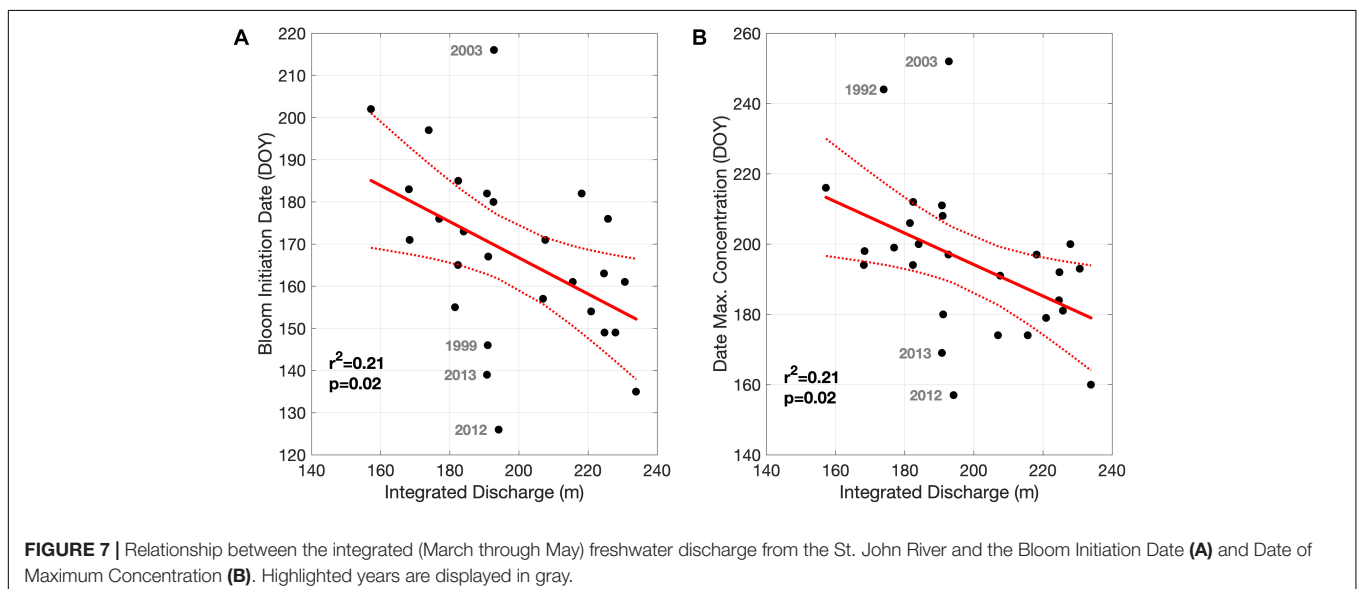 A
220
210
200
190
180
170
160
150
140
130
120
Bloom Initiation Date (DOY)
2003
1999
2013
2012
r²=0.21
p=0.02
140 160 180 200 220 240
Integrated Discharge (m)
B
260
240
220
200
180
160
140
Date Max. Concentration (DOY)
2003
1992
2013
2012
r²=0.21
p=0.02
140 160 180 200 220 240
Integrated Discharge (m)
FIGURE 7 | Relationship between the integrated (March through May) freshwater discharge from the St. John River and the Bloom Initiation Date (A) and Date of
Maximum Concentration (B). Highlighted years are displayed in gray.